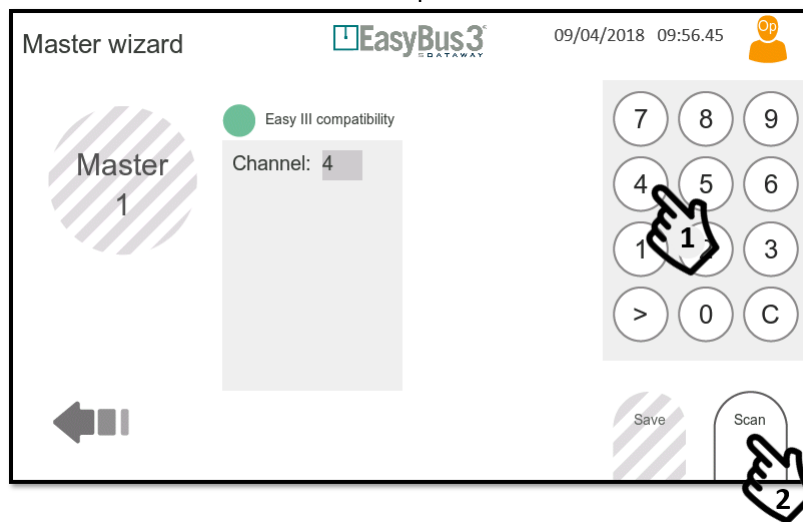 Master wizard
EasyBus3
DATAWAY
09/04/2018 09:56.45
Op
Master
1
Easy III compatibility
Channel: 4
7 8 9
4 5 6
1 3
> 0 C
1
Save
Scan
2